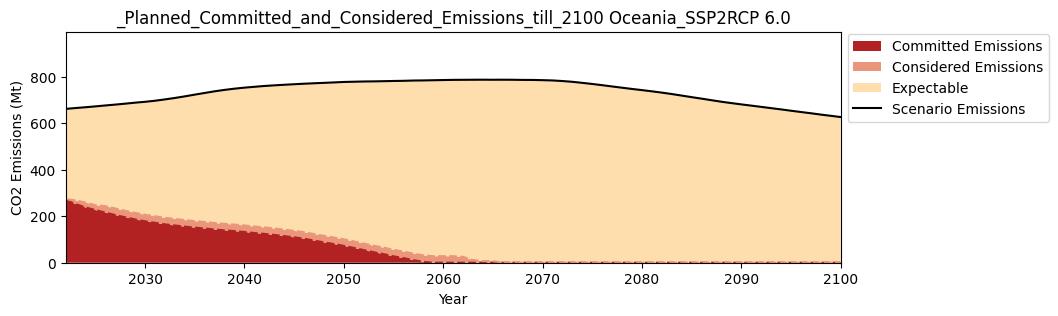 _Planned_Committed_and_Considered_Emissions_till_2100 Oceania_SSP2RCP 6.0
CO2 Emissions (Mt)
800
600
400
200
0
2030
2040
2050
2060
2070
2080
2090
2100
Year
Committed Emissions
Considered Emissions
Expectable
Scenario Emissions